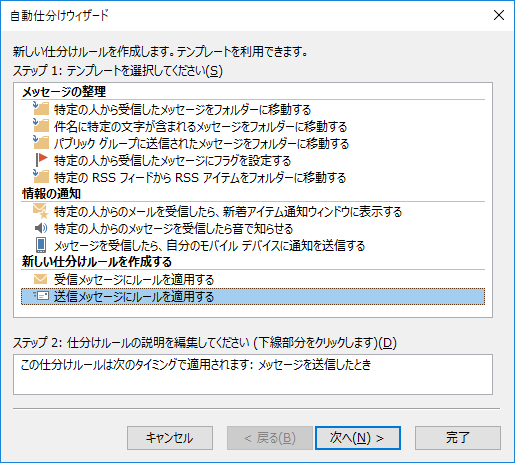 自動仕分けウィザード
新しい仕分けルールを作成します。テンプレートを利用できます。
ステップ 1: テンプレートを選択してください(S)
メッセージの整理
特定の人から受信したメッセージをフォルダーに移動する
件名に特定の文字が含まれるメッセージをフォルダーに移動する
パブリック グループに送信されたメッセージをフォルダーに移動する
特定の人から受信したメッセージにフラグを設定する
特定の RSS フィードから RSS アイテムをフォルダーに移動する
情報の通知
特定の人からのメールを受信したら、新着アイテム通知ウィンドウに表示する
特定の人からのメッセージを受信したら音で知らせる
メッセージを受信したら、自分のモバイル デバイスに通知を送信する
新しい仕分けルールを作成する
受信メッセージにルールを適用する
送信メッセージにルールを適用する
ステップ 2: 仕分けルールの説明を編集してください (下線部分をクリックします)(D)
この仕分けルールは次のタイミングで適用されます: メッセージを送信したとき
キャンセル
< 戻る(B)
次へ(N) >
完了